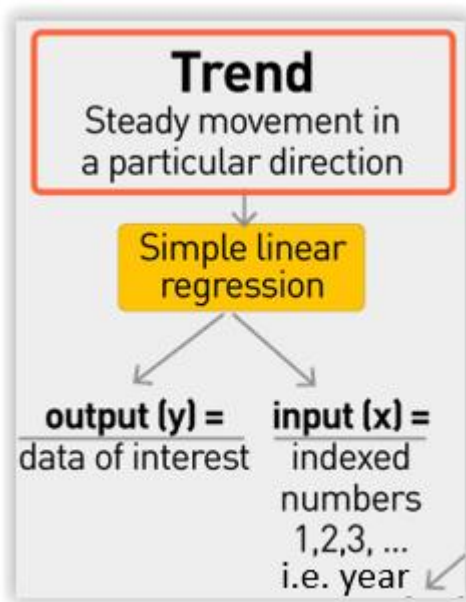 Trend
Steady movement in
a particular direction
Simple linear
regression
output (y) =
data of interest
input (x) =
indexed
numbers
1,2,3, ...
i.e. year